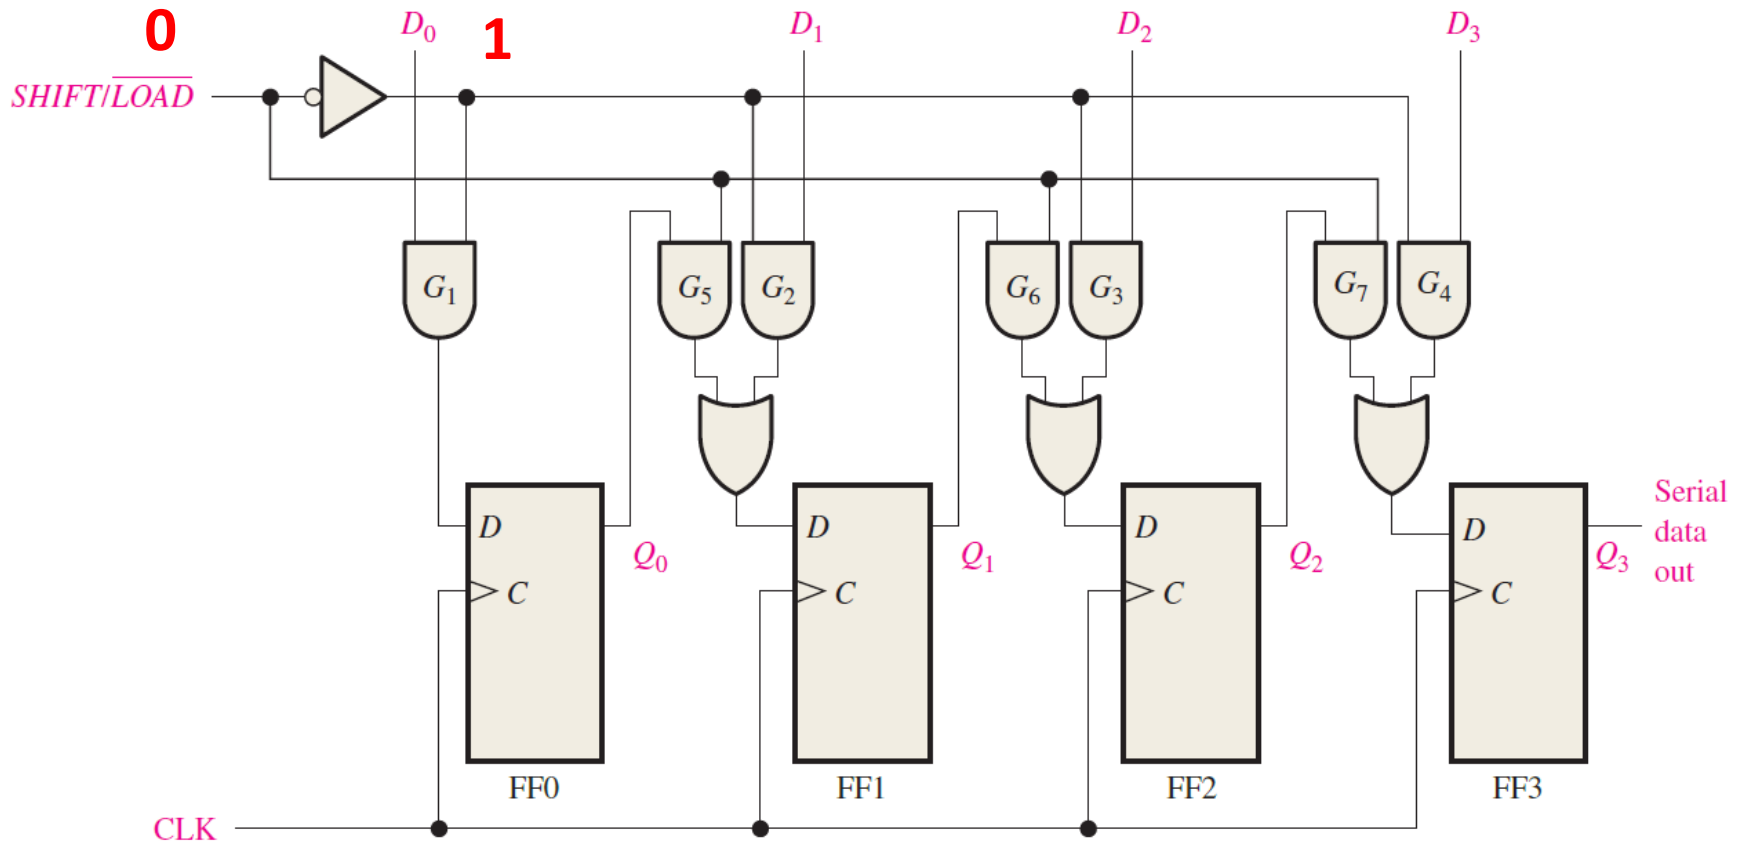 0
D₀
1
D₁
D₂
D₃
SHIFT/L̅O̅A̅D̅
G₁
G₅
G₂
G₆
G₃
G₇
G₄
D
Q₀
C
FF0
D
Q₁
C
FF1
D
Q₂
C
FF2
D
Q₃
C
FF3
Serial
data
out
CLK